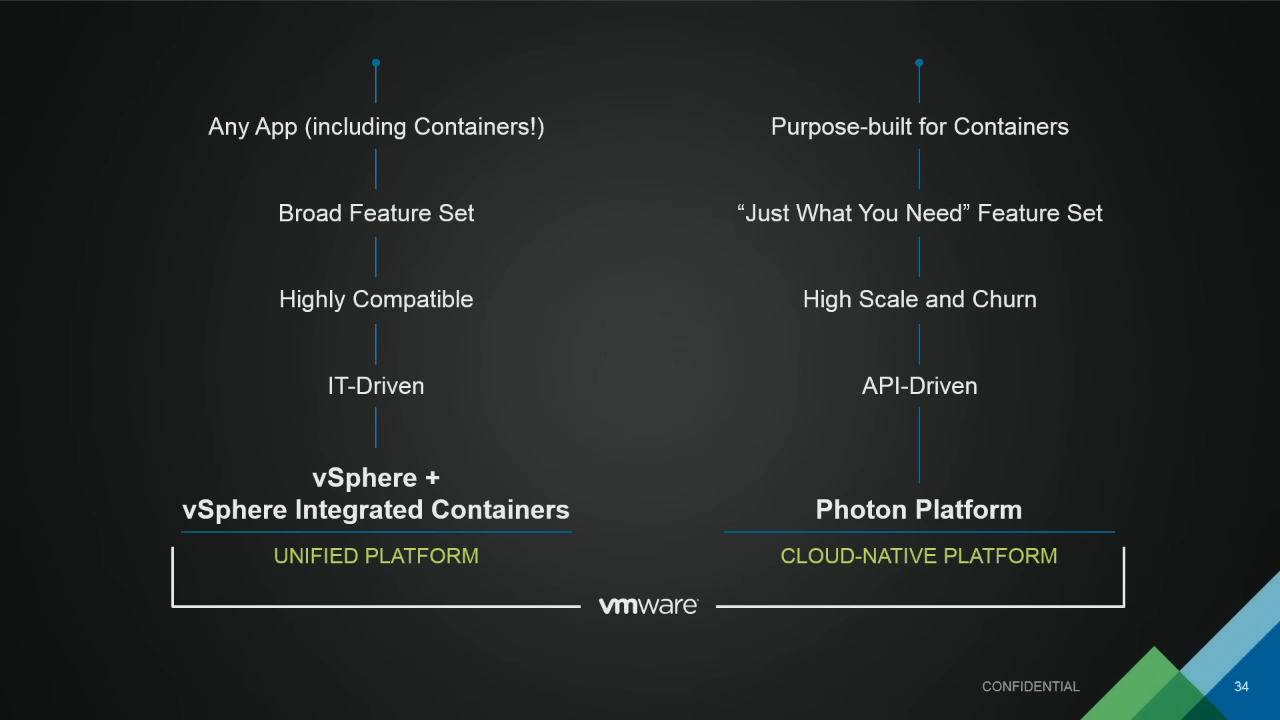 Any App (including Containers!)
Broad Feature Set
Highly Compatible
IT-Driven
vSphere +
vSphere Integrated Containers
UNIFIED PLATFORM
Purpose-built for Containers
“Just What You Need” Feature Set
High Scale and Churn
API-Driven
Photon Platform
CLOUD-NATIVE PLATFORM
vmware
CONFIDENTIAL
34